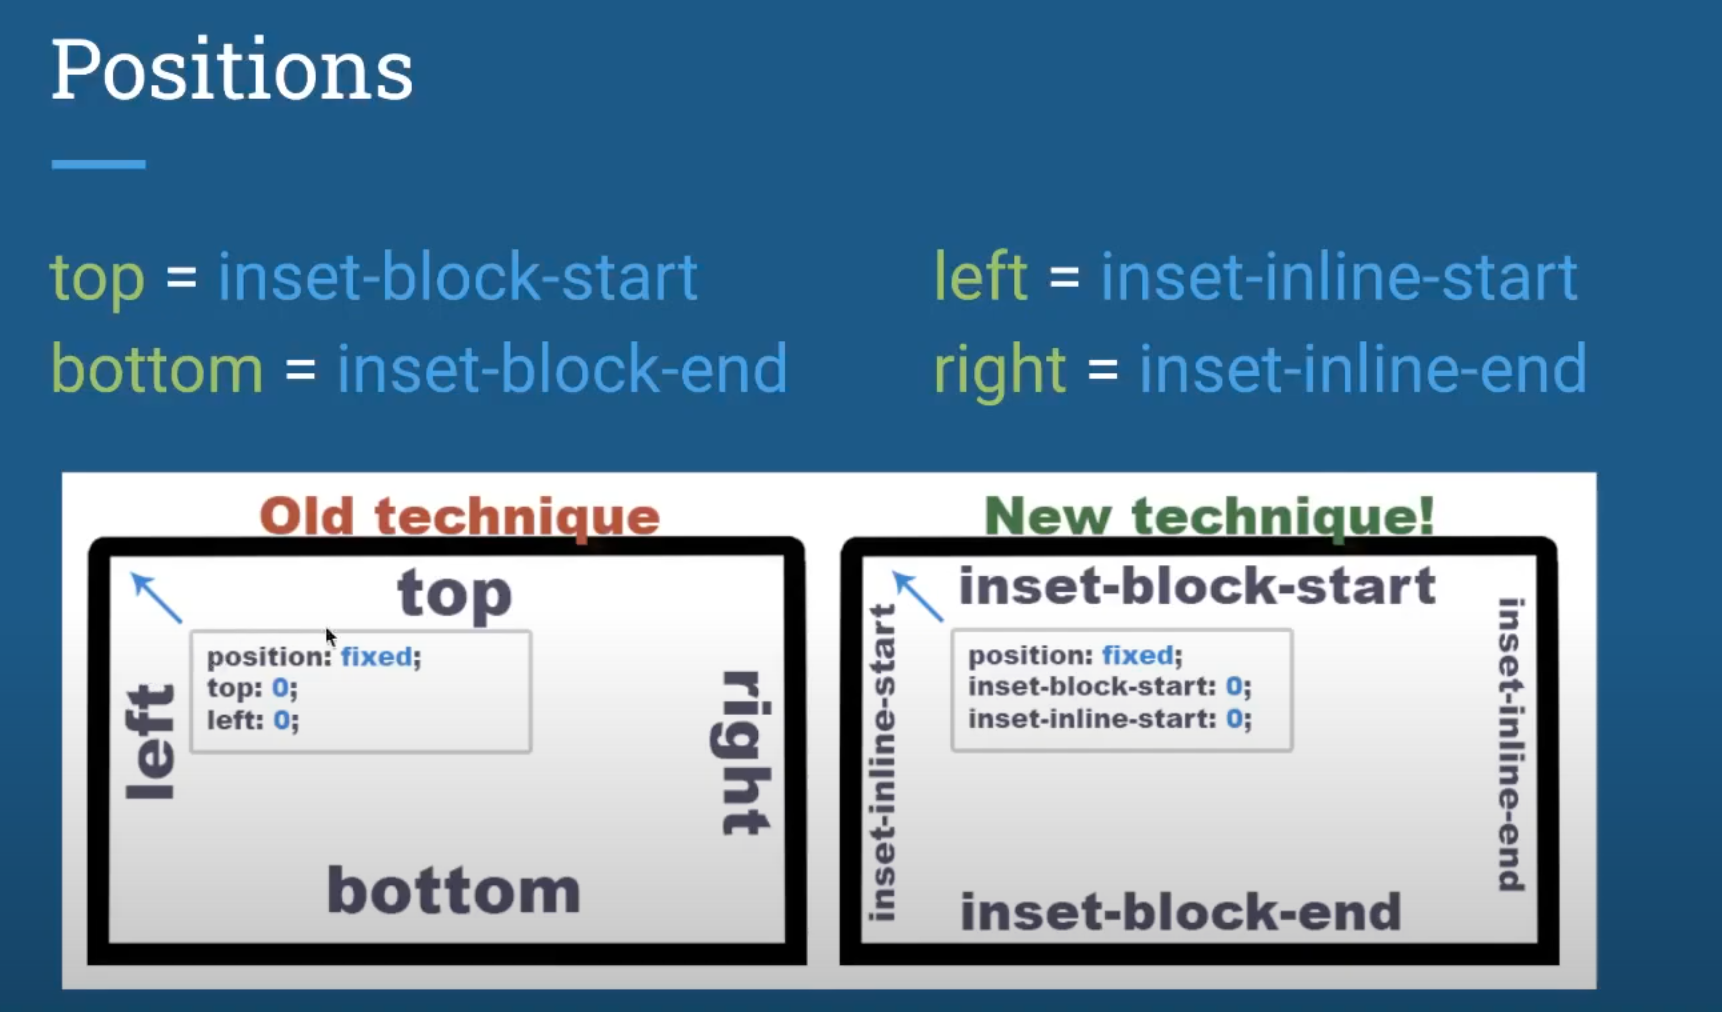 Positions
top = inset-block-start
bottom = inset-block-end
left = inset-inline-start
right = inset-inline-end
Old technique
top
left
position: fixed;
top: 0;
left: 0;
right
bottom
New technique!
inset-block-start
inset-inline-start
position: fixed;
inset-block-start: 0;
inset-inline-start: 0;
inset-inline-end
inset-block-end